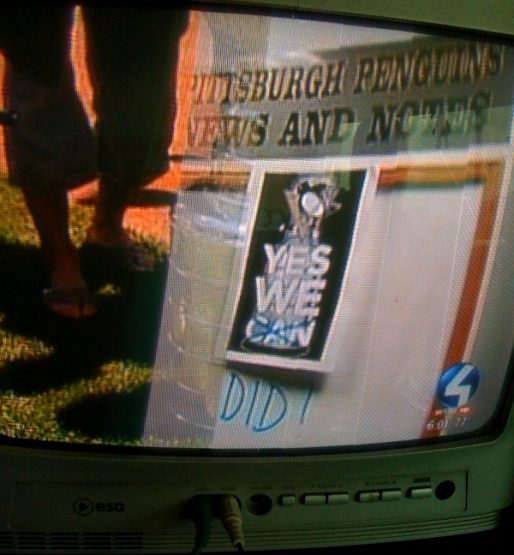 PITTSBURGH PENGUINS
NEWS AND NOTES
YES
WE
CAN
DID!
4
esa